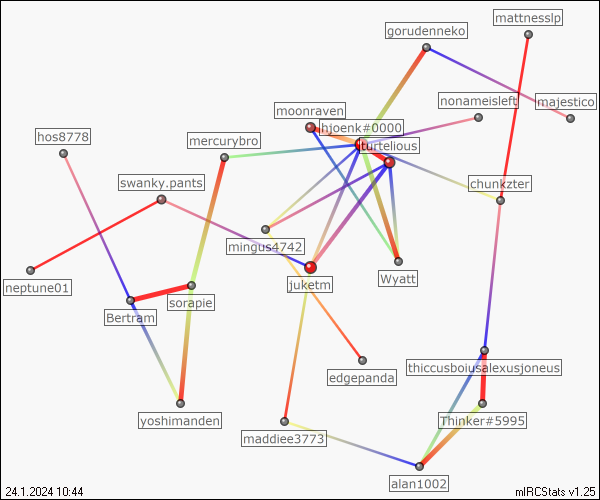 mattnesslp
gorudenneko
nonameisleft
majestico
moonraven
hjoenk#0000
hos8778
mercurybro
turtelious
swanky.pants
chunkzter
mingus4742
neptune01
juketm
Wyatt
sorapie
Bertram
thiccusboiusalexusjoneus
edgepanda
yoshimanden
Thinker#5995
maddiee3773
alan1002
24.1.2024 10:44
mIRCStats v1.25